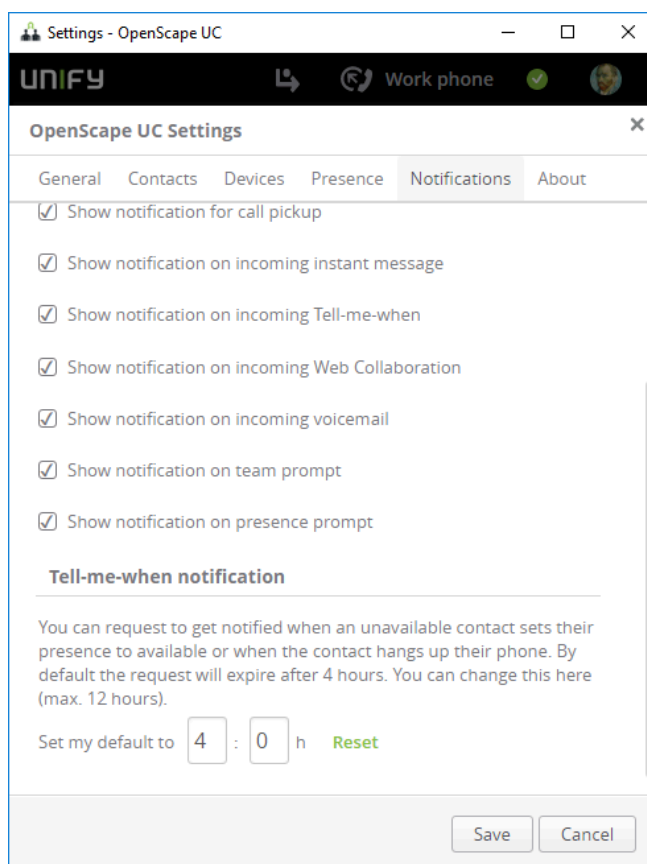 Settings - OpenScape UC
UNIFY
Work phone
OpenScape UC Settings
General Contacts Devices Presence Notifications About
Show notification for call pickup
Show notification on incoming instant message
Show notification on incoming Tell-me-when
Show notification on incoming Web Collaboration
Show notification on incoming voicemail
Show notification on team prompt
Show notification on presence prompt
Tell-me-when notification
You can request to get notified when an unavailable contact sets their
presence to available or when the contact hangs up their phone. By
default the request will expire after 4 hours. You can change this here
(max. 12 hours).
Set my default to 4 : 0 h Reset
Save Cancel